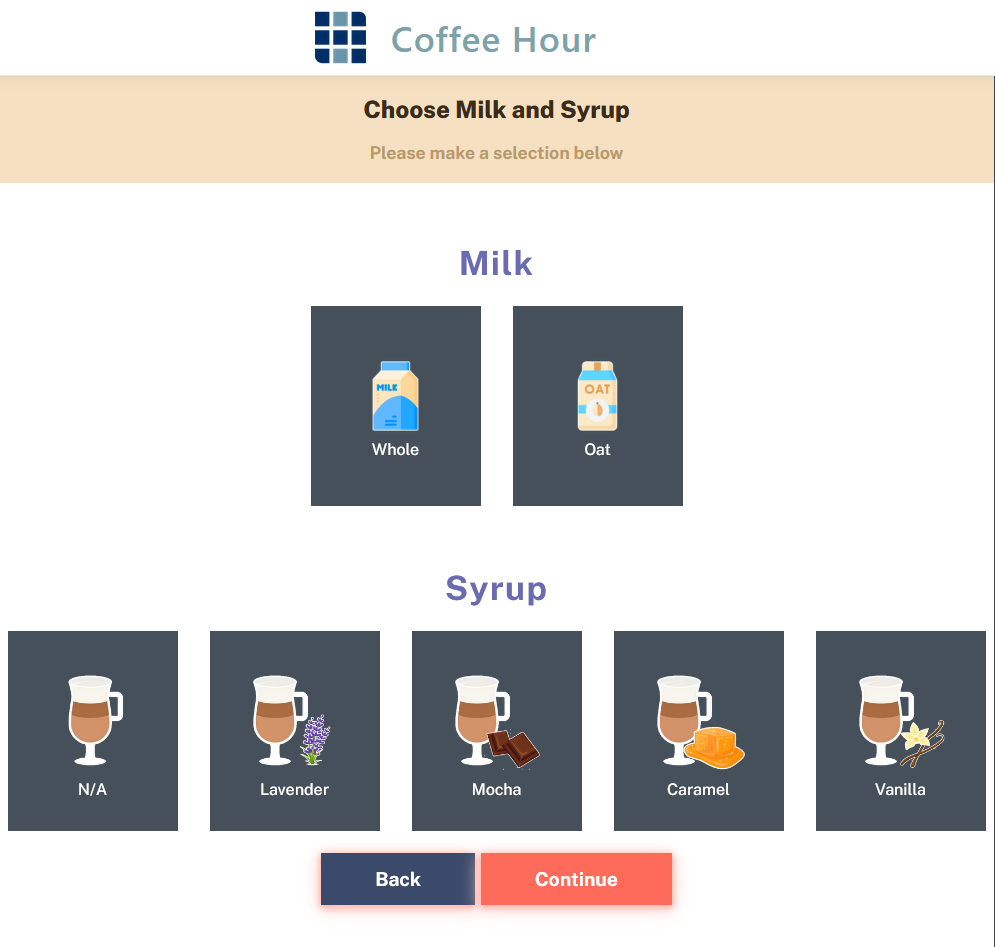 Coffee Hour
Choose Milk and Syrup
Please make a selection below
Milk
MILK
OAT
Whole
Oat
Syrup
N/A
Lavender
Mocha
Caramel
Vanilla
Back
Continue